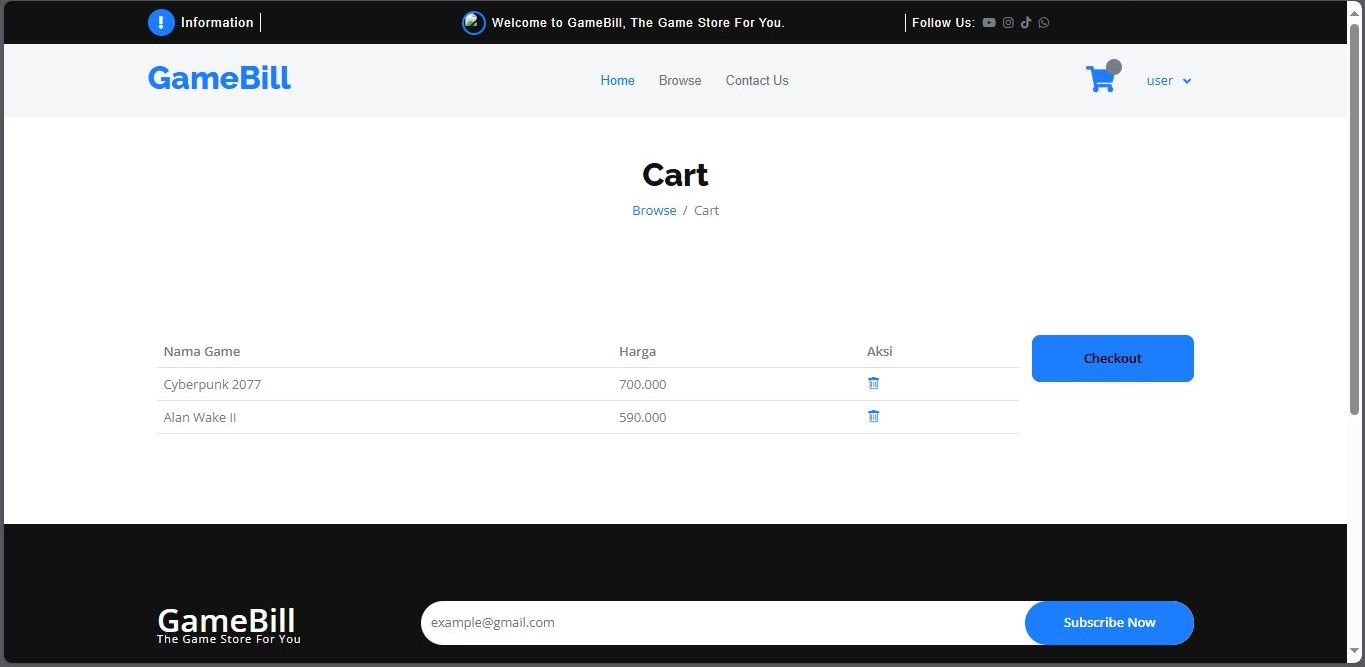 Information
Welcome to GameBill, The Game Store For You.
Follow Us:
GameBill
Home Browse Contact Us
user
Cart
Browse / Cart
Nama Game Harga Aksi
Checkout
Cyberpunk 2077 700.000
Alan Wake II 590.000
GameBill
The Game Store For You
example@gmail.com
Subscribe Now